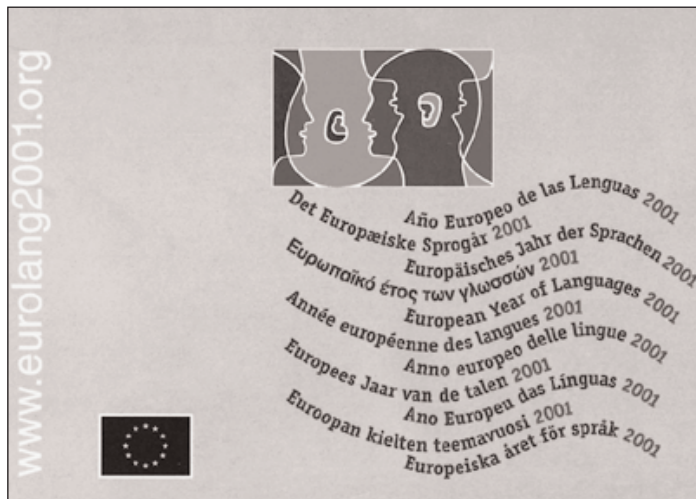 www.eurolang2001.org
Año Europeo de las Lenguas 2001
Det Europæiske Sprogår 2001
Europäisches Jahr der Sprachen 2001
Ευρωπαϊκό έτος των γλωσσών 2001
European Year of Languages 2001
Année européenne des langues 2001
Anno europeo delle lingue 2001
Europees Jaar van de talen 2001
Ano Europeu das Línguas 2001
Euroopan kielten teemavuosi 2001
Europeiska året för språk 2001